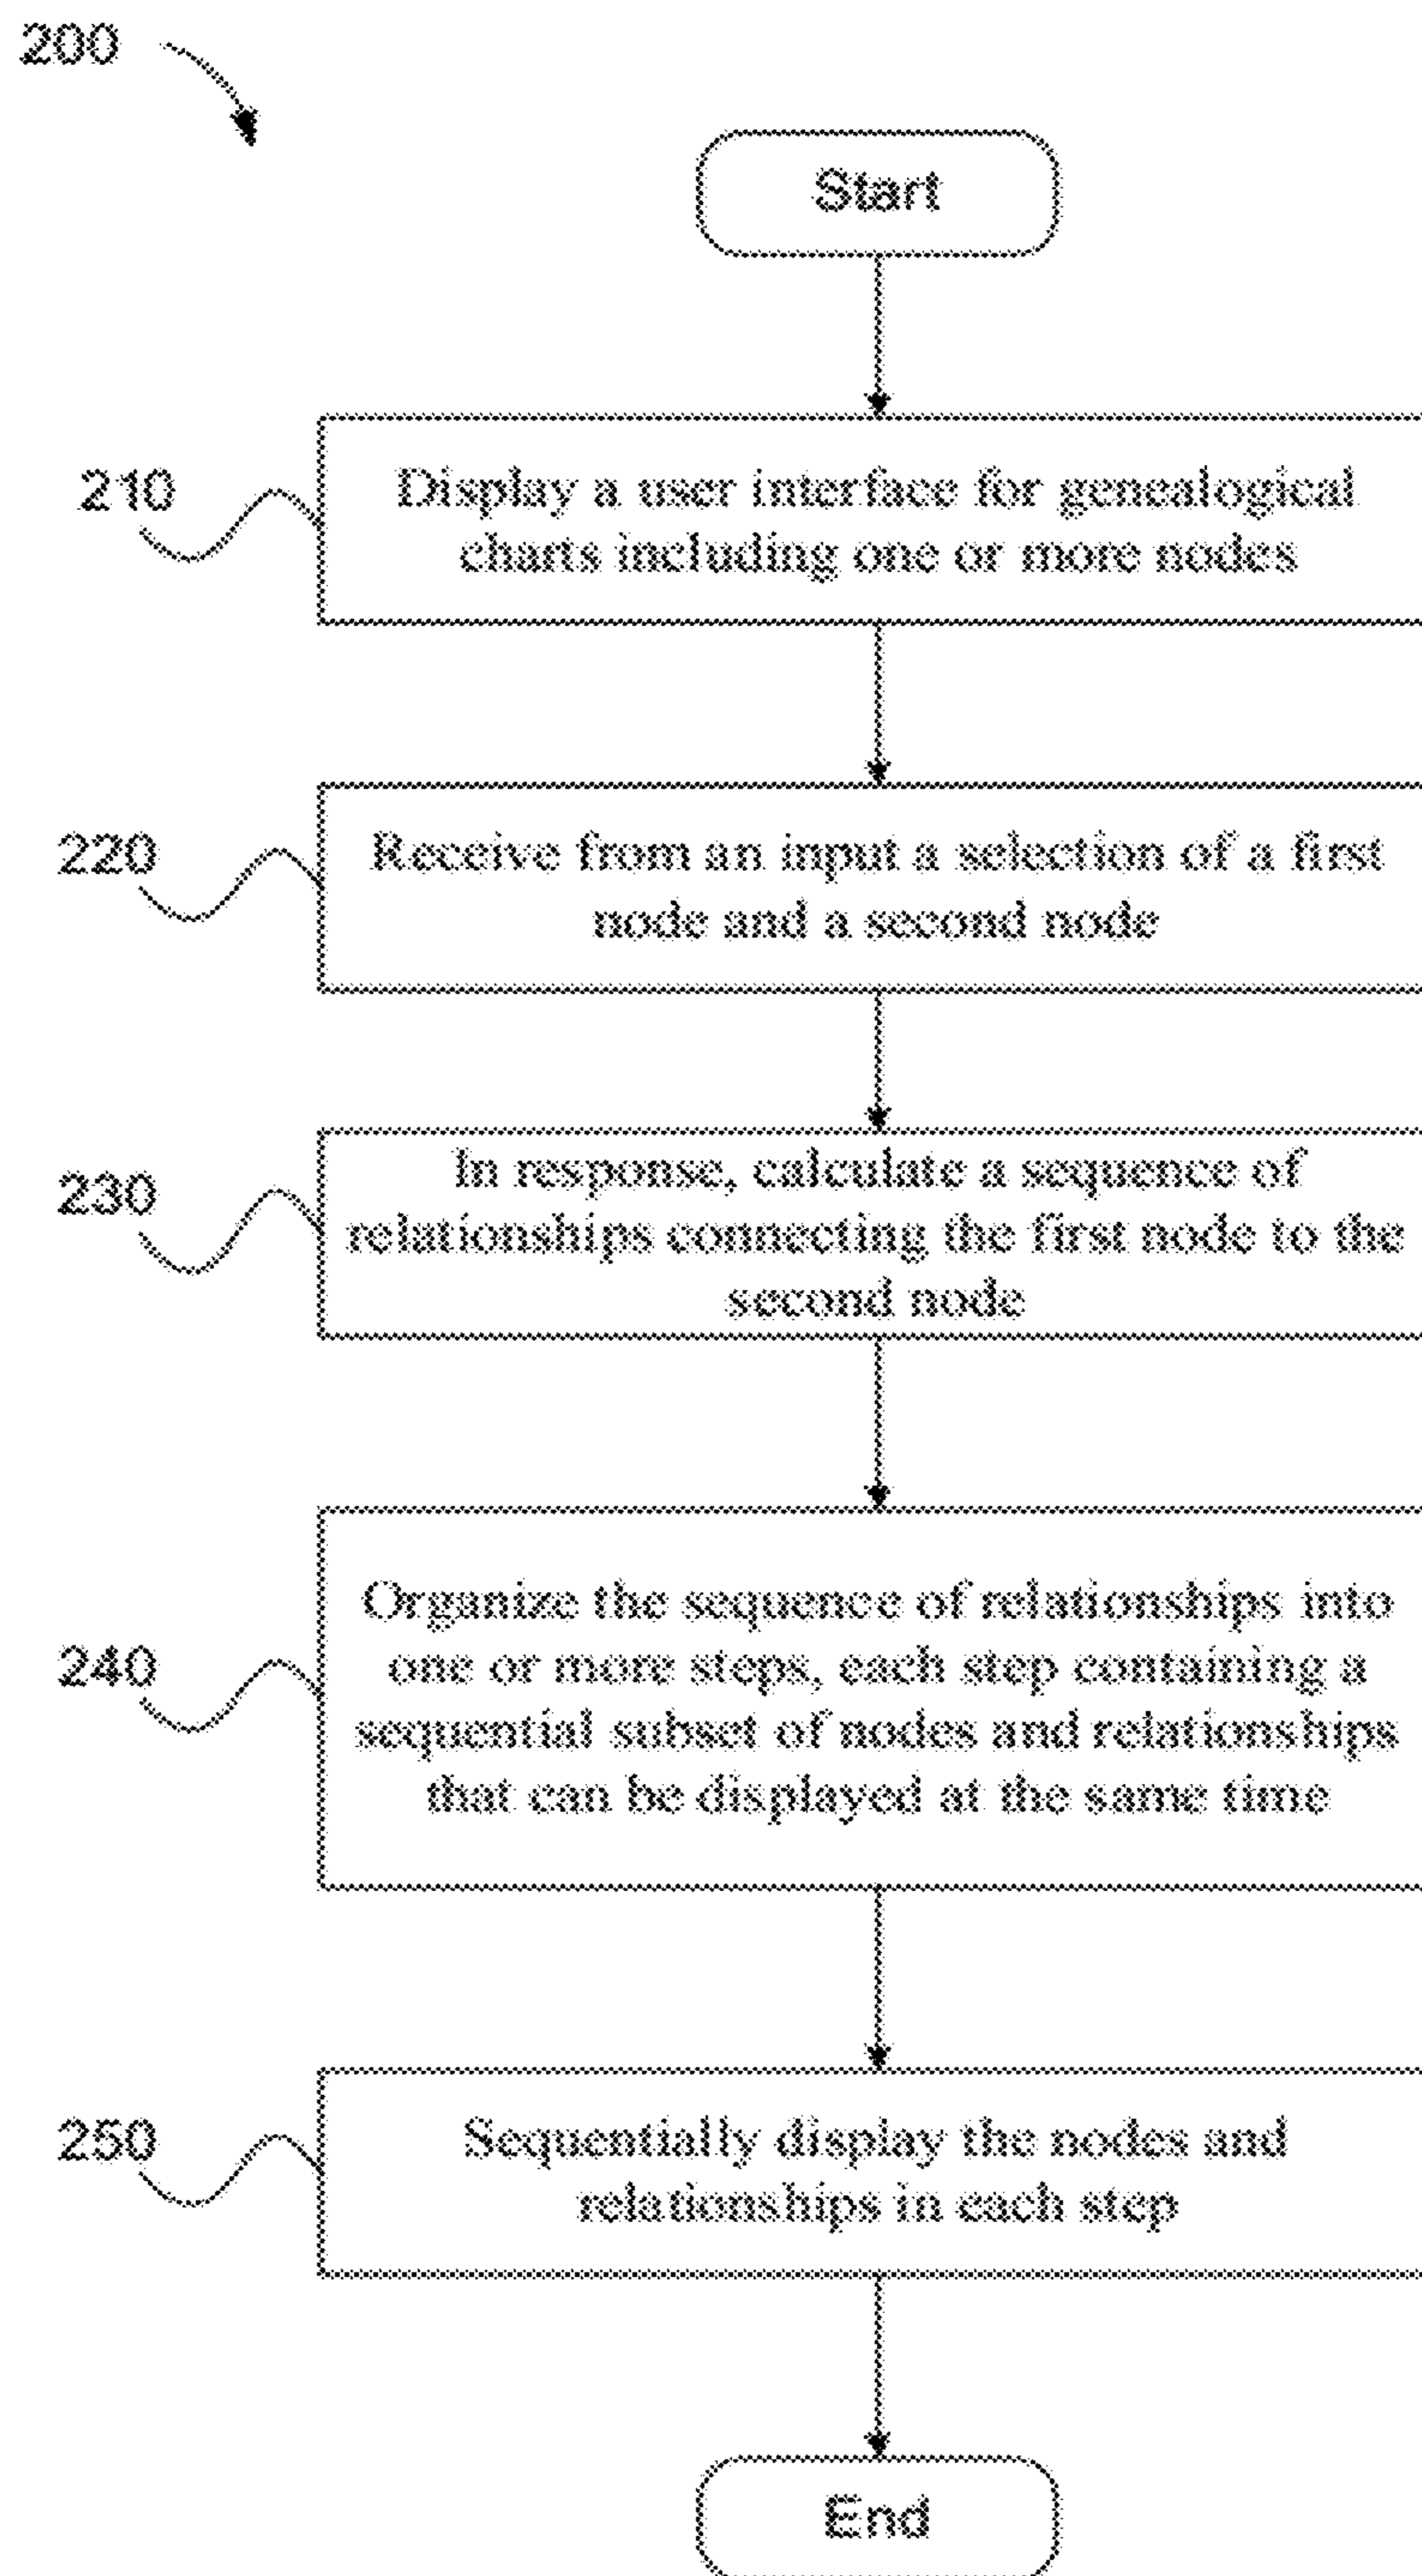 200
Start
210
Display a user interface for genealogical
charts including one or more nodes
220
Receive from an input a selection of a first
node and a second node
230
In response, calculate a sequence of
relationships connecting the first node to the
second node
240
Organize the sequence of relationships into
one or more steps, each step containing a
sequential subset of nodes and relationships
that can be displayed at the same time
250
Sequentially display the nodes and
relationships in each step
End